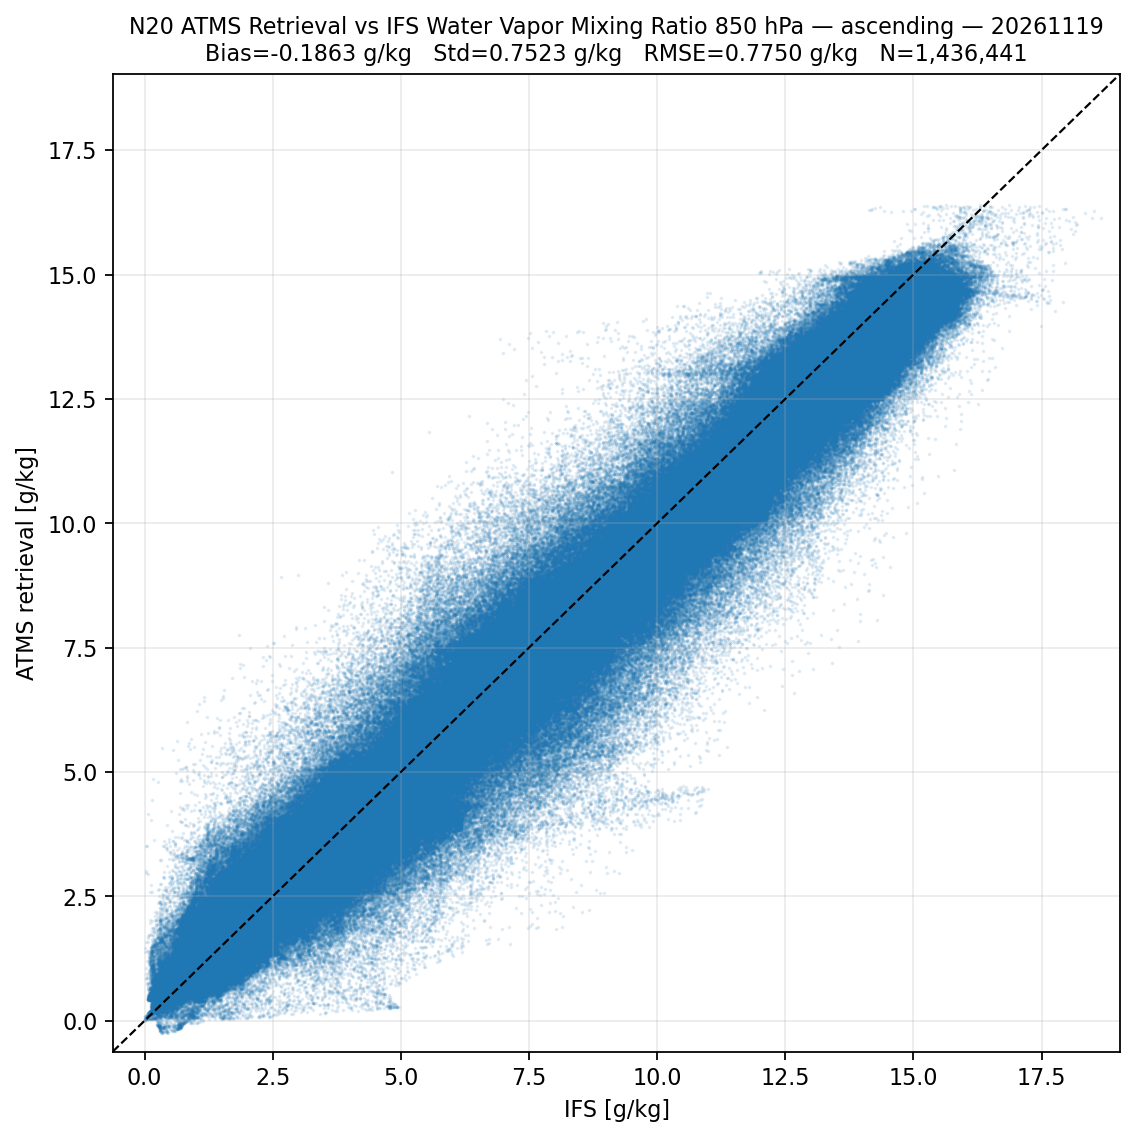 N20 ATMS Retrieval vs IFS Water Vapor Mixing Ratio 850 hPa — ascending — 20261119
Bias=-0.1863 g/kg   Std=0.7523 g/kg   RMSE=0.7750 g/kg   N=1,436,441
17.5
15.0
12.5
10.0
7.5
5.0
2.5
0.0
ATMS retrieval [g/kg]
0.0 2.5 5.0 7.5 10.0 12.5 15.0 17.5
IFS [g/kg]